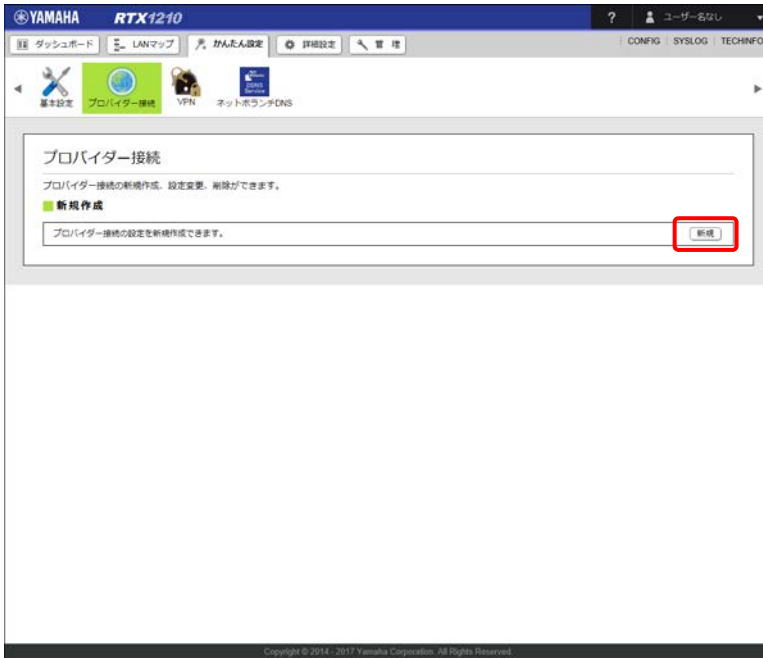 YAMAHA RTX1210 ? ユーザー名なし
ダッシュボード LANマップ かんたん設定 詳細設定 管 理 CONFIG SYSLOG TECHINFO
基本設定 プロバイダー接続 VPN ネットボランチDNS
プロバイダー接続
プロバイダー接続の新規作成、設定変更、削除ができます。
新規作成
プロバイダー接続の設定を新規作成できます。 新規
Copyright © 2014 - 2017 Yamaha Corporation. All Rights Reserved.